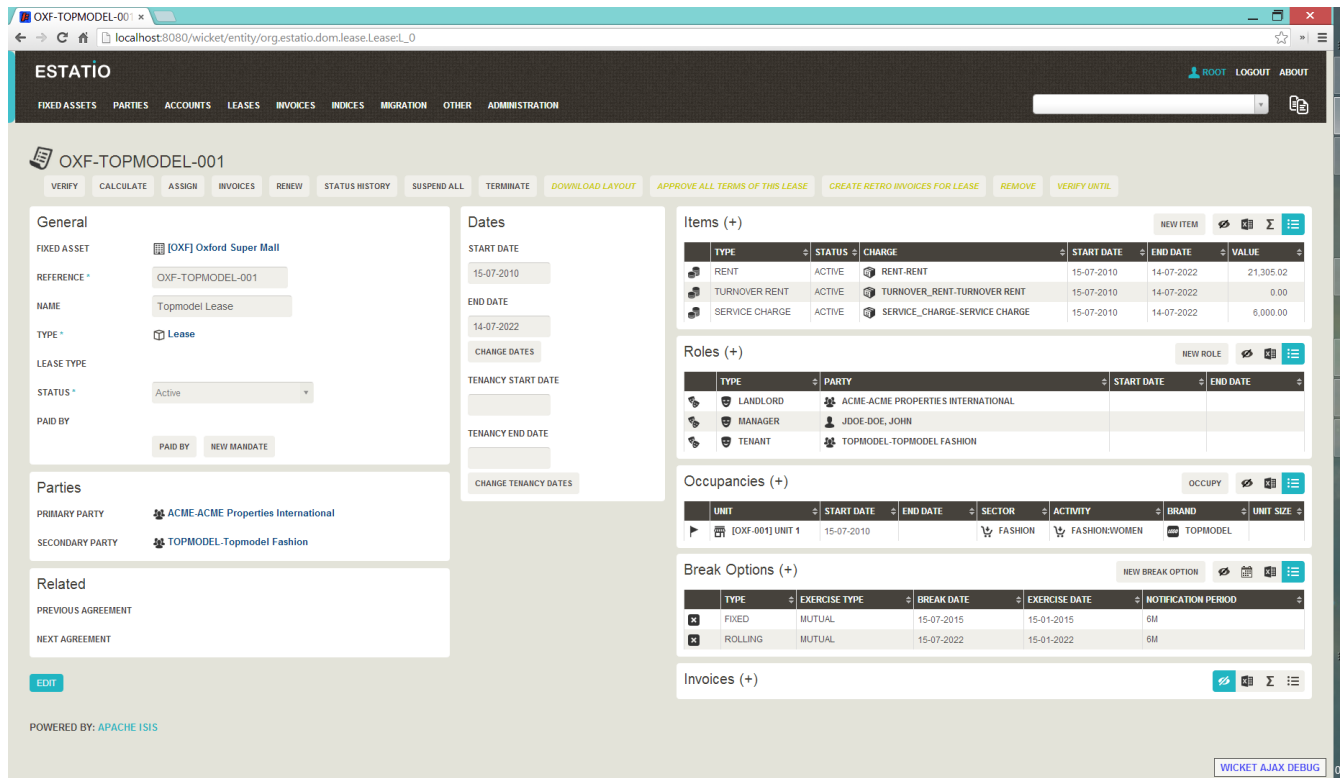 OXF-TOPMODEL-001 ×
localhost:8080/wicket/entity/org.estatio.dom.lease.Lease:L_0
ESTATIO
ROOT LOGOUT ABOUT
FIXED ASSETS PARTIES ACCOUNTS LEASES INVOICES INDICES MIGRATION OTHER ADMINISTRATION
OXF-TOPMODEL-001
VERIFY CALCULATE ASSIGN INVOICES RENEW STATUS HISTORY SUSPEND ALL TERMINATE DOWNLOAD LAYOUT APPROVE ALL TERMS OF THIS LEASE CREATE RETRO INVOICES FOR LEASE REMOVE VERIFY UNTIL
General
FIXED ASSET [OXF] Oxford Super Mall
REFERENCE * OXF-TOPMODEL-001
NAME Topmodel Lease
TYPE * Lease
LEASE TYPE
STATUS * Active
PAID BY
PAID BY NEW MANDATE
Parties
PRIMARY PARTY ACME-ACME Properties International
SECONDARY PARTY TOPMODEL-Topmodel Fashion
Related
PREVIOUS AGREEMENT
NEXT AGREEMENT
EDIT
Dates
START DATE
15-07-2010
END DATE
14-07-2022
CHANGE DATES
TENANCY START DATE
TENANCY END DATE
CHANGE TENANCY DATES
Items (+) NEW ITEM Σ
TYPE STATUS CHARGE START DATE END DATE VALUE
RENT ACTIVE RENT-RENT 15-07-2010 14-07-2022 21,305.02
TURNOVER RENT ACTIVE TURNOVER_RENT-TURNOVER RENT 15-07-2010 14-07-2022 0.00
SERVICE CHARGE ACTIVE SERVICE_CHARGE-SERVICE CHARGE 15-07-2010 14-07-2022 6,000.00
Roles (+) NEW ROLE
TYPE PARTY START DATE END DATE
LANDLORD ACME-ACME PROPERTIES INTERNATIONAL
MANAGER JDOE-DOE, JOHN
TENANT TOPMODEL-TOPMODEL FASHION
Occupancies (+) OCCUPY
UNIT START DATE END DATE SECTOR ACTIVITY BRAND UNIT SIZE
[OXF-001] UNIT 1 15-07-2010 FASHION FASHION:WOMEN TOPMODEL
Break Options (+) NEW BREAK OPTION
TYPE EXERCISE TYPE BREAK DATE EXERCISE DATE NOTIFICATION PERIOD
FIXED MUTUAL 15-07-2015 15-01-2015 6M
ROLLING MUTUAL 15-07-2022 15-01-2022 6M
Invoices (+) Σ
POWERED BY: APACHE ISIS
WICKET AJAX DEBUG